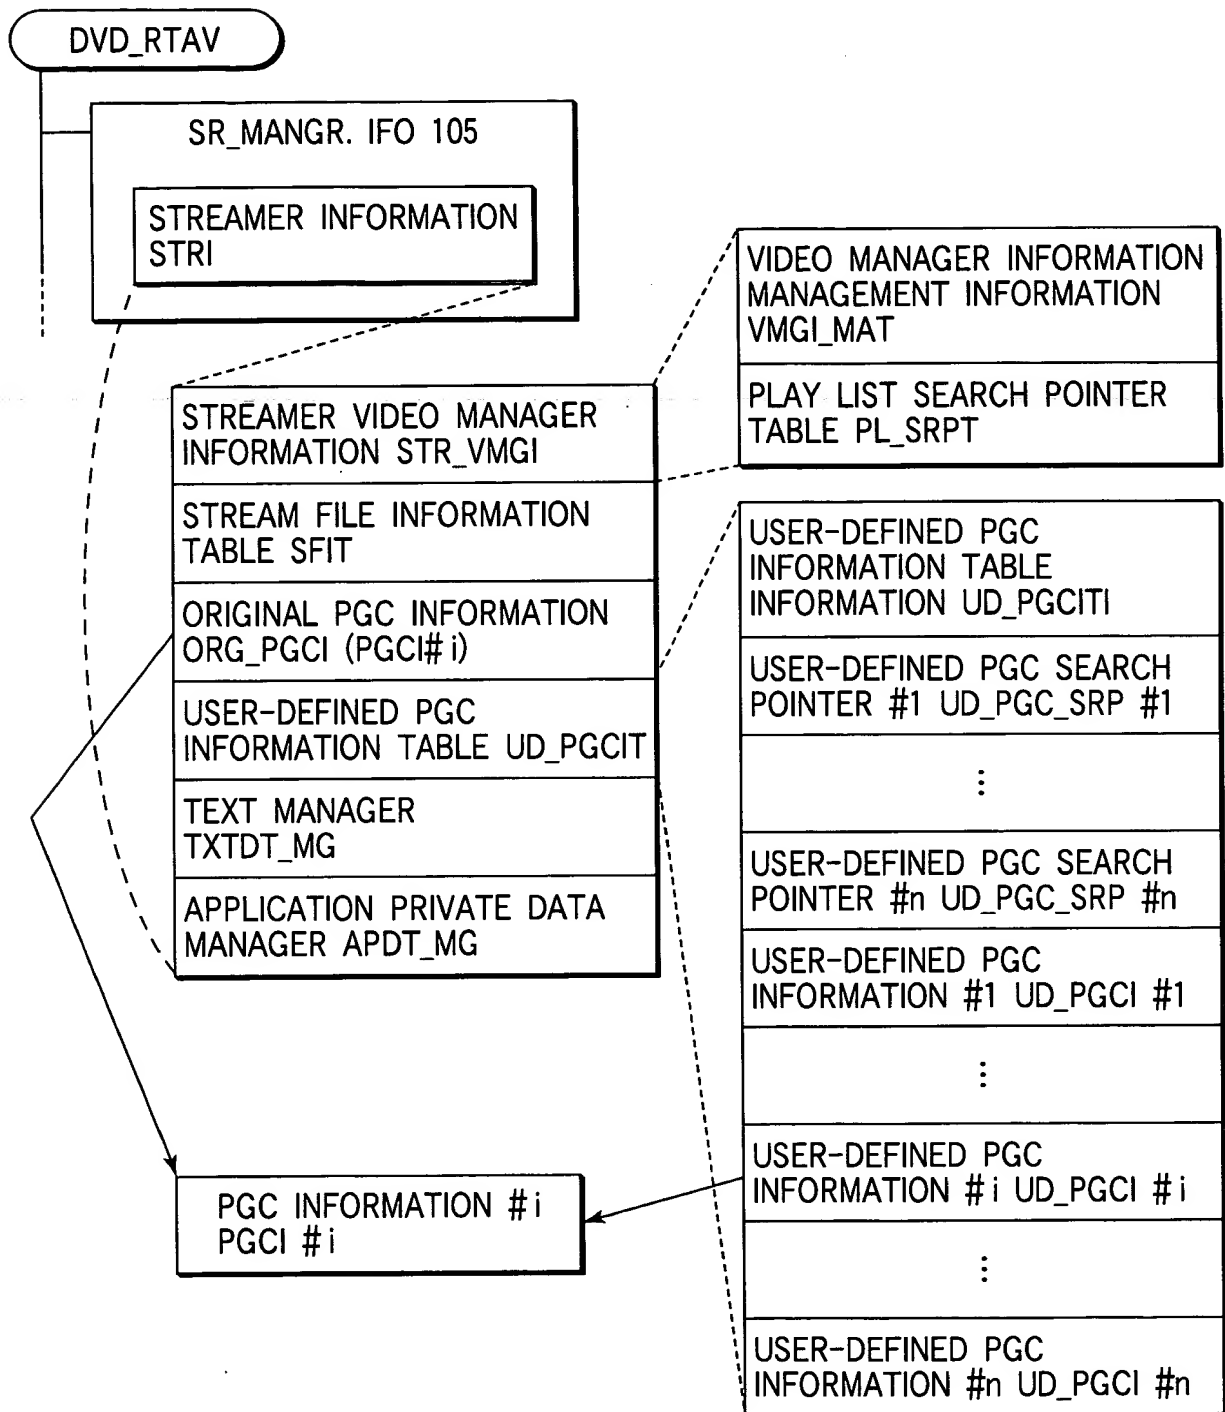 DVD_RTAV
SR_MANGR. IFO 105
STREAMER INFORMATION
STRI
STREAMER VIDEO MANAGER
INFORMATION STR_VMGI
STREAM FILE INFORMATION
TABLE SFIT
ORIGINAL PGC INFORMATION
ORG_PGCI (PGCI# i)
USER-DEFINED PGC
INFORMATION TABLE UD_PGCIT
TEXT MANAGER
TXTDT_MG
APPLICATION PRIVATE DATA
MANAGER APDT_MG
PGC INFORMATION # i
PGCI # i
VIDEO MANAGER INFORMATION
MANAGEMENT INFORMATION
VMGI_MAT
PLAY LIST SEARCH POINTER
TABLE PL_SRPT
USER-DEFINED PGC
INFORMATION TABLE
INFORMATION UD_PGCITI
USER-DEFINED PGC SEARCH
POINTER #1 UD_PGC_SRP #1
⋮
USER-DEFINED PGC SEARCH
POINTER #n UD_PGC_SRP #n
USER-DEFINED PGC
INFORMATION #1 UD_PGCI #1
⋮
USER-DEFINED PGC
INFORMATION # i UD_PGCI # i
⋮
USER-DEFINED PGC
INFORMATION #n UD_PGCI #n